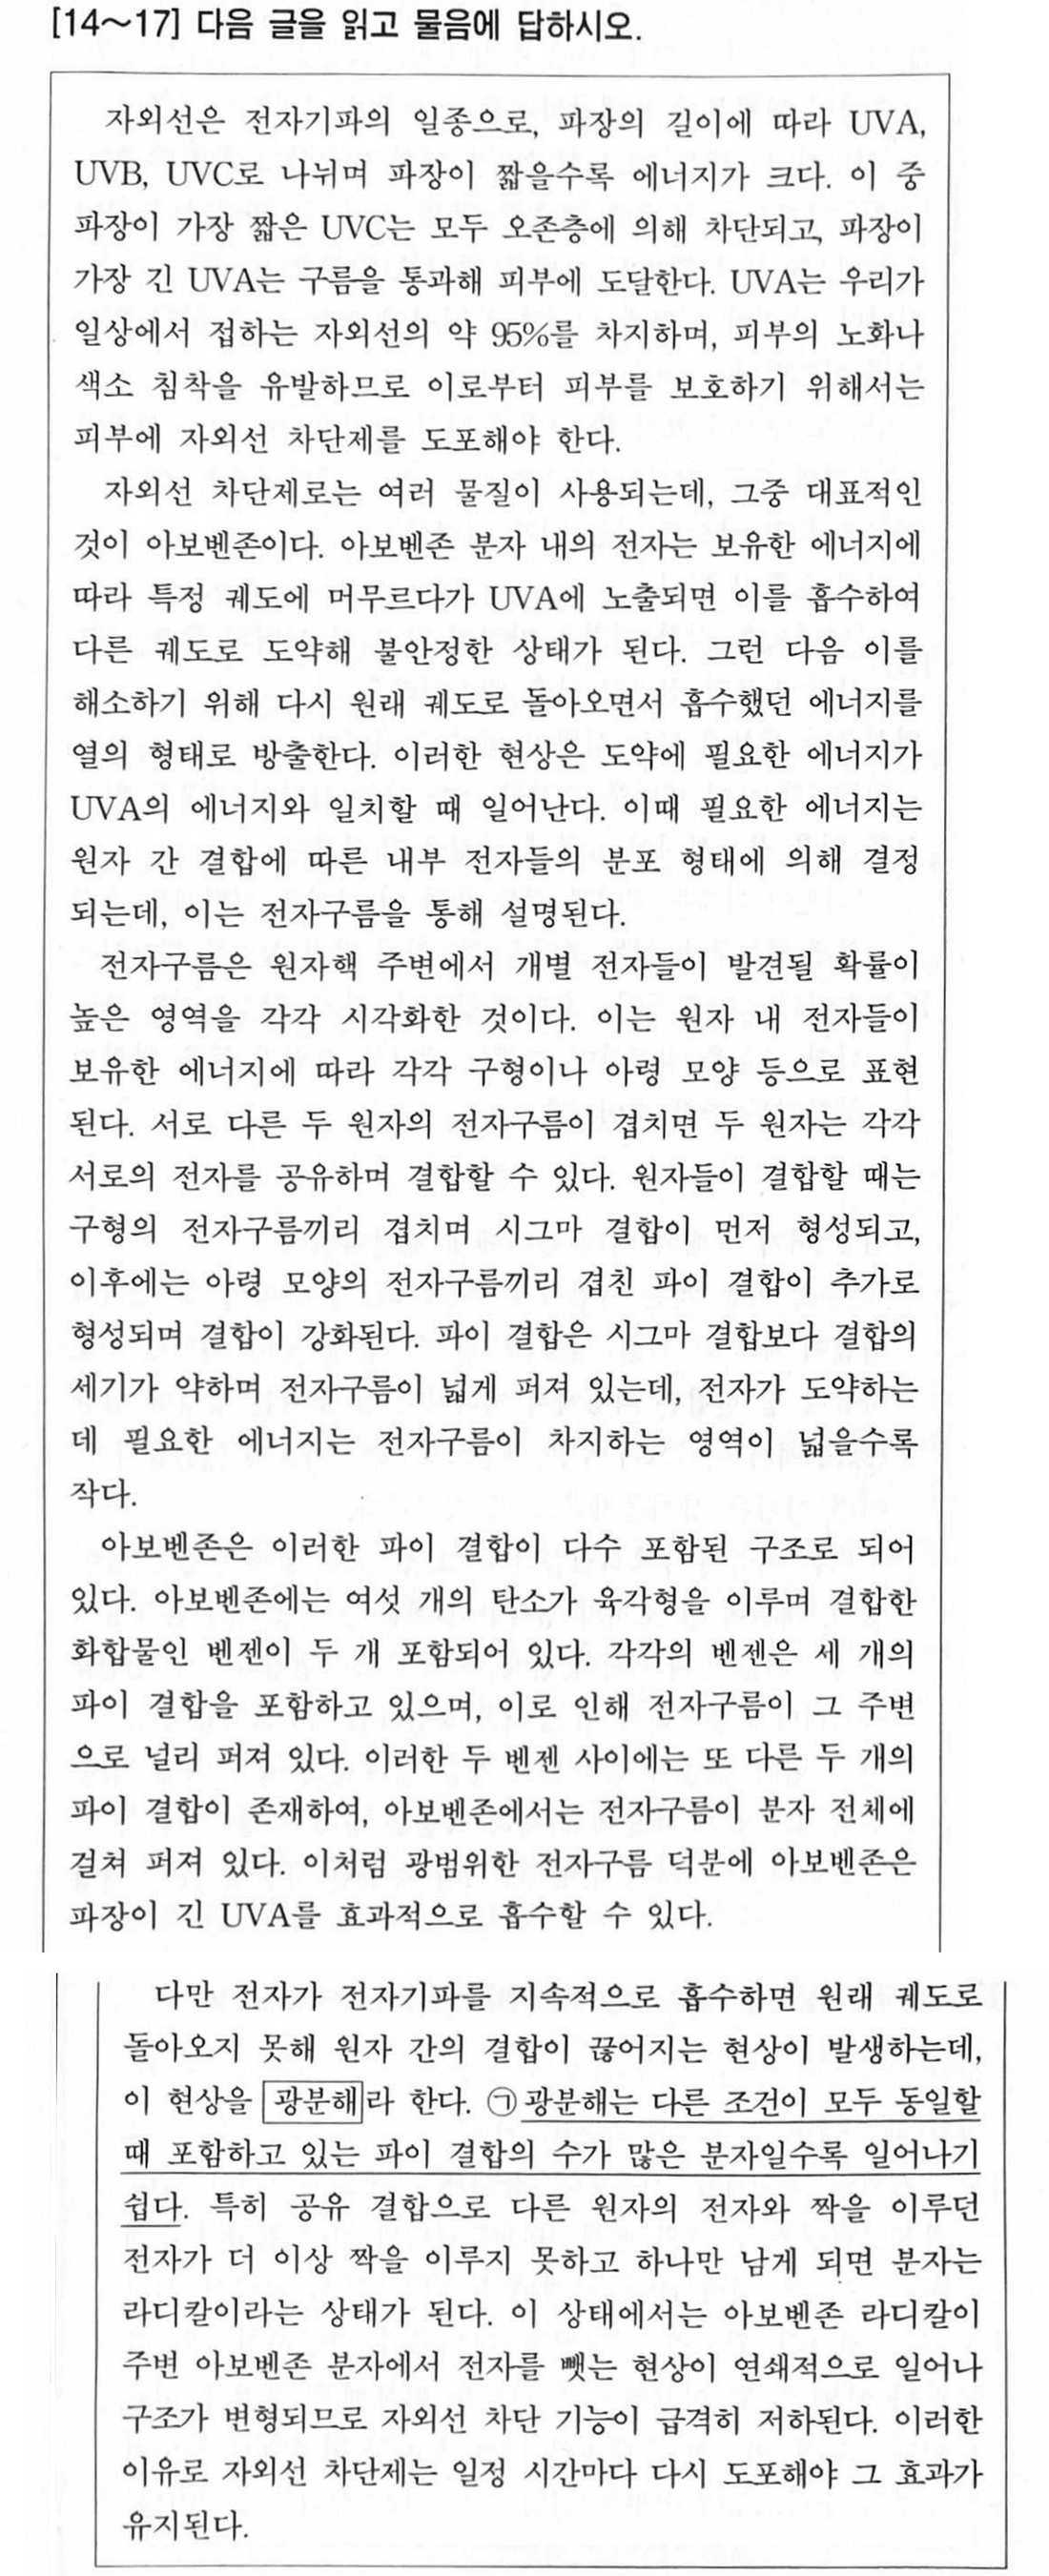 [14～17] 다음 글을 읽고 물음에 답하시오.
자외선은 전자기파의 일종으로, 파장의 길이에 따라 UVA,
UVB, UVC로 나뉘며 파장이 짧을수록 에너지가 크다. 이 중
파장이 가장 짧은 UVC는 모두 오존층에 의해 차단되고, 파장이
가장 긴 UVA는 구름을 통과해 피부에 도달한다. UVA는 우리가
일상에서 접하는 자외선의 약 95%를 차지하며, 피부의 노화나
색소 침착을 유발하므로 이로부터 피부를 보호하기 위해서는
피부에 자외선 차단제를 도포해야 한다.
자외선 차단제로는 여러 물질이 사용되는데, 그중 대표적인
것이 아보벤존이다. 아보벤존 분자 내의 전자는 보유한 에너지에
따라 특정 궤도에 머무르다가 UVA에 노출되면 이를 흡수하여
다른 궤도로 도약해 불안정한 상태가 된다. 그런 다음 이를
해소하기 위해 다시 원래 궤도로 돌아오면서 흡수했던 에너지를
열의 형태로 방출한다. 이러한 현상은 도약에 필요한 에너지가
UVA의 에너지와 일치할 때 일어난다. 이때 필요한 에너지는
원자 간 결합에 따른 내부 전자들의 분포 형태에 의해 결정
되는데, 이는 전자구름을 통해 설명된다.
전자구름은 원자핵 주변에서 개별 전자들이 발견될 확률이
높은 영역을 각각 시각화한 것이다. 이는 원자 내 전자들이
보유한 에너지에 따라 각각 구형이나 아령 모양 등으로 표현
된다. 서로 다른 두 원자의 전자구름이 겹치면 두 원자는 각각
서로의 전자를 공유하며 결합할 수 있다. 원자들이 결합할 때는
구형의 전자구름끼리 겹치며 시그마 결합이 먼저 형성되고,
이후에는 아령 모양의 전자구름끼리 겹친 파이 결합이 추가로
형성되며 결합이 강화된다. 파이 결합은 시그마 결합보다 결합의
세기가 약하며 전자구름이 넓게 퍼져 있는데, 전자가 도약하는
데 필요한 에너지는 전자구름이 차지하는 영역이 넓을수록
작다.
아보벤존은 이러한 파이 결합이 다수 포함된 구조로 되어
있다. 아보벤존에는 여섯 개의 탄소가 육각형을 이루며 결합한
화합물인 벤젠이 두 개 포함되어 있다. 각각의 벤젠은 세 개의
파이 결합을 포함하고 있으며, 이로 인해 전자구름이 그 주변
으로 널리 퍼져 있다. 이러한 두 벤젠 사이에는 또 다른 두 개의
파이 결합이 존재하여, 아보벤존에서는 전자구름이 분자 전체에
걸쳐 퍼져 있다. 이처럼 광범위한 전자구름 덕분에 아보벤존은
파장이 긴 UVA를 효과적으로 흡수할 수 있다.
다만 전자가 전자기파를 지속적으로 흡수하면 원래 궤도로
돌아오지 못해 원자 간의 결합이 끊어지는 현상이 발생하는데,
이 현상을 광분해라 한다. ㉠광분해는 다른 조건이 모두 동일할
때 포함하고 있는 파이 결합의 수가 많은 분자일수록 일어나기
쉽다. 특히 공유 결합으로 다른 원자의 전자와 짝을 이루던
전자가 더 이상 짝을 이루지 못하고 하나만 남게 되면 분자는
라디칼이라는 상태가 된다. 이 상태에서는 아보벤존 라디칼이
주변 아보벤존 분자에서 전자를 뺏는 현상이 연쇄적으로 일어나
구조가 변형되므로 자외선 차단 기능이 급격히 저하된다. 이러한
이유로 자외선 차단제는 일정 시간마다 다시 도포해야 그 효과가
유지된다.